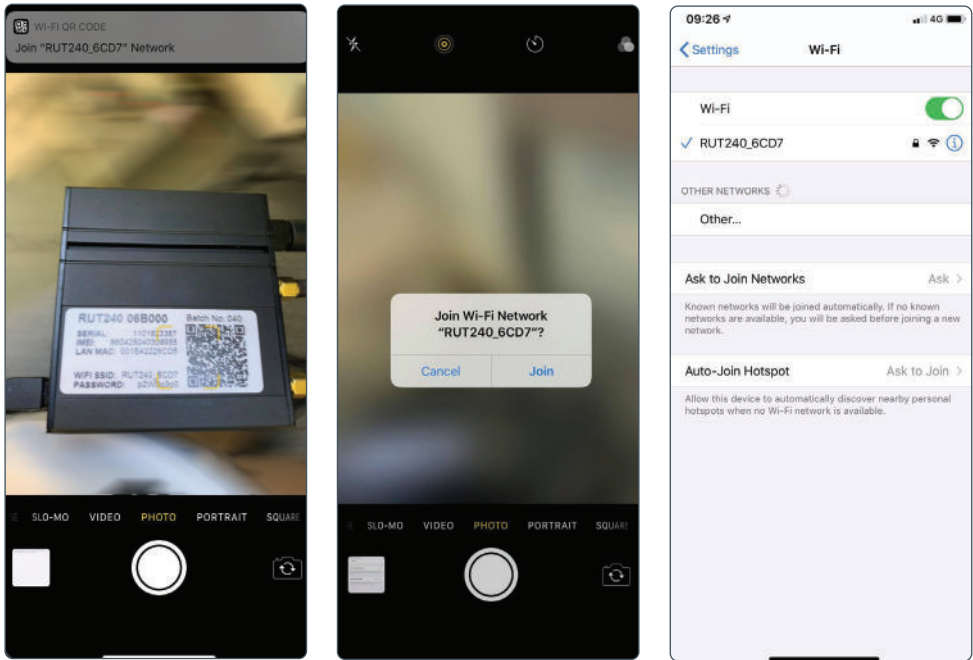 WI-FI QR CODE
Join "RUT240_6CD7" Network
RUT240 06B000 Batch No: 040
SERIAL:
IMEI:
LAN MAC: 001E42226CD5
WIFI SSID: RUT240_6CD7
PASSWORD:
SLO-MO VIDEO PHOTO PORTRAIT SQUARE
Join Wi-Fi Network
"RUT240_6CD7"?
Cancel Join
SLO-MO VIDEO PHOTO PORTRAIT SQUARE
09:26 4G
Settings Wi-Fi
Wi-Fi
RUT240_6CD7
OTHER NETWORKS
Other...
Ask to Join Networks Ask
Known networks will be joined automatically. If no known
networks are available, you will be asked before joining a new
network.
Auto-Join Hotspot Ask to Join
Allow this device to automatically discover nearby personal
hotspots when no Wi-Fi network is available.